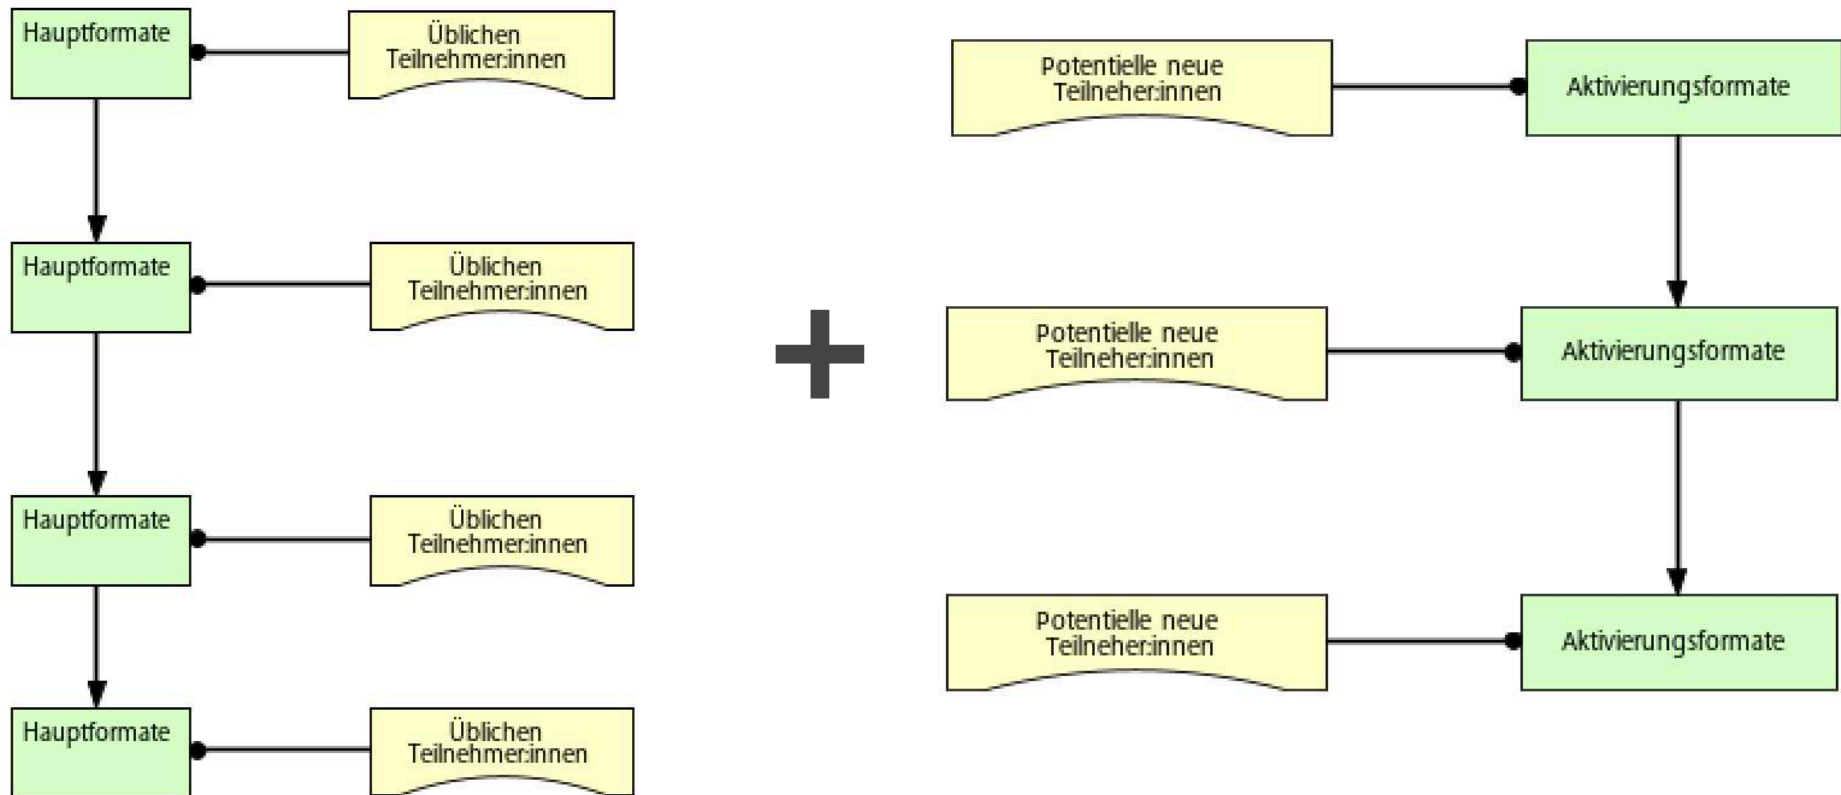 Hauptformate
Üblichen
Teilnehmer:innen
Hauptformate
Üblichen
Teilnehmer:innen
Hauptformate
Üblichen
Teilnehmer:innen
Hauptformate
Üblichen
Teilnehmer:innen
+
Potentielle neue
Teilneher:innen
Aktivierungsformate
Potentielle neue
Teilneher:innen
Aktivierungsformate
Potentielle neue
Teilneher:innen
Aktivierungsformate